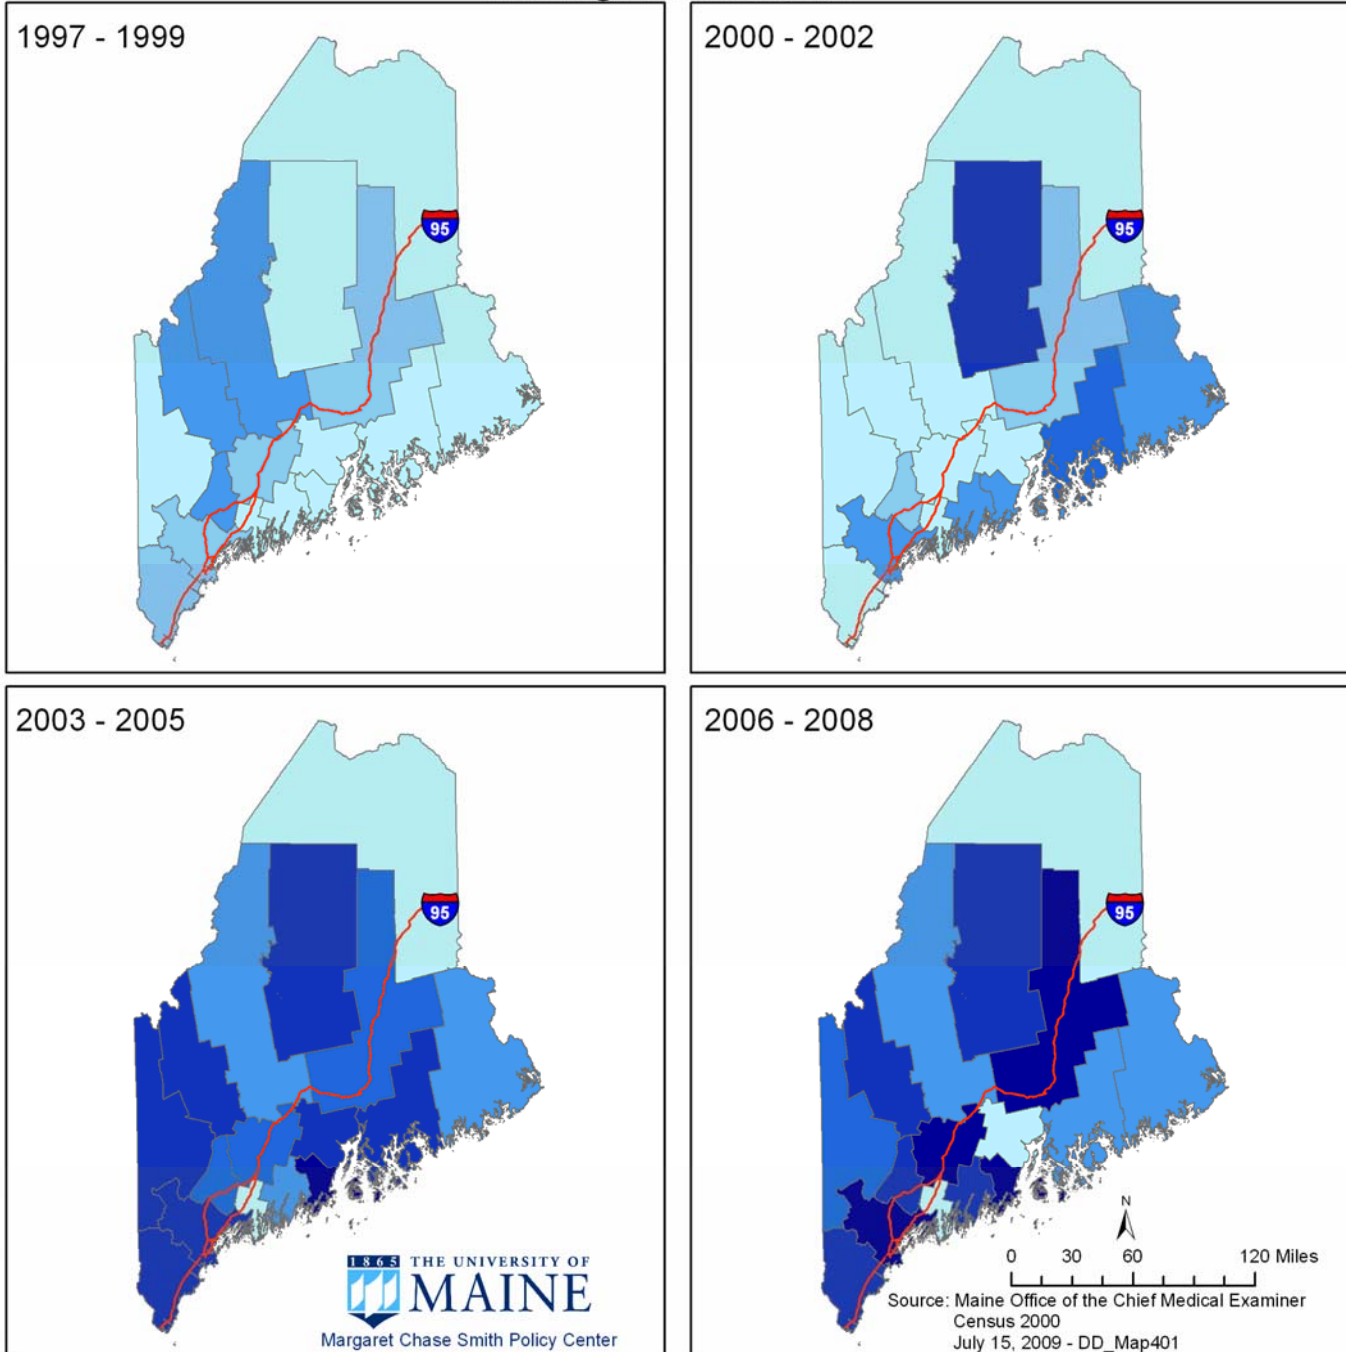 1997 - 1999
2000 - 2002
95
95
2003 - 2005
2006 - 2008
95
95
1865 THE UNIVERSITY OF
MAINE
Margaret Chase Smith Policy Center
N
0 30 60 120 Miles
Source: Maine Office of the Chief Medical Examiner
Census 2000
July 15, 2009 - DD_Map401